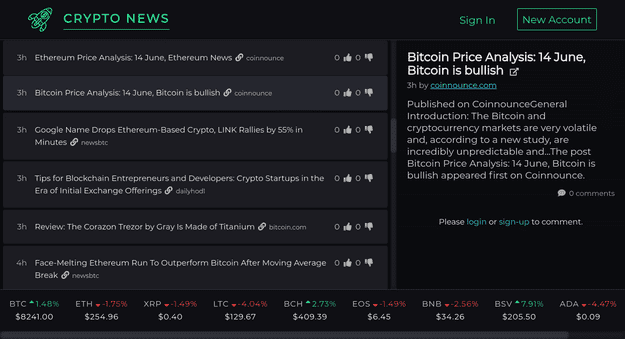 CRYPTO NEWS
Sign In
New Account
3h Ethereum Price Analysis: 14 June, Ethereum News coinnounce 0 0
3h Bitcoin Price Analysis: 14 June, Bitcoin is bullish coinnounce 0 0
3h Google Name Drops Ethereum-Based Crypto, LINK Rallies by 55% in 0 0
Minutes newsbtc
3h Tips for Blockchain Entrepreneurs and Developers: Crypto Startups in the 0 0
Era of Initial Exchange Offerings dailyhodl
3h Review: The Corazon Trezor by Gray Is Made of Titanium bitcoin.com 0 0
4h Face-Melting Ethereum Run To Outperform Bitcoin After Moving Average 0 0
Break newsbtc
Bitcoin Price Analysis: 14 June,
Bitcoin is bullish
3h by coinnounce.com
Published on CoinnounceGeneral
Introduction: The Bitcoin and
cryptocurrency markets are very volatile
and, according to a new study, are
incredibly unpredictable and...The post
Bitcoin Price Analysis: 14 June, Bitcoin is
bullish appeared first on Coinnounce.
0 comments
Please login or sign-up to comment.
BTC 1.48% ETH -1.75% XRP -1.49% LTC -4.04% BCH 2.73% EOS -1.49% BNB -2.56% BSV 7.91% ADA -4.47%
$8241.00 $254.96 $0.40 $129.67 $409.39 $6.45 $34.26 $205.50 $0.09